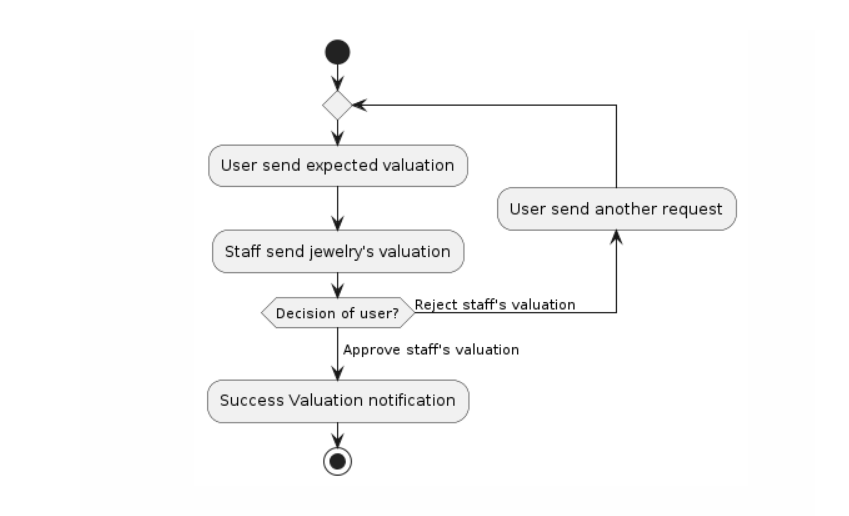 User send expected valuation
User send another request
Staff send jewelry's valuation
Decision of user?
Reject staff's valuation
Approve staff's valuation
Success Valuation notification